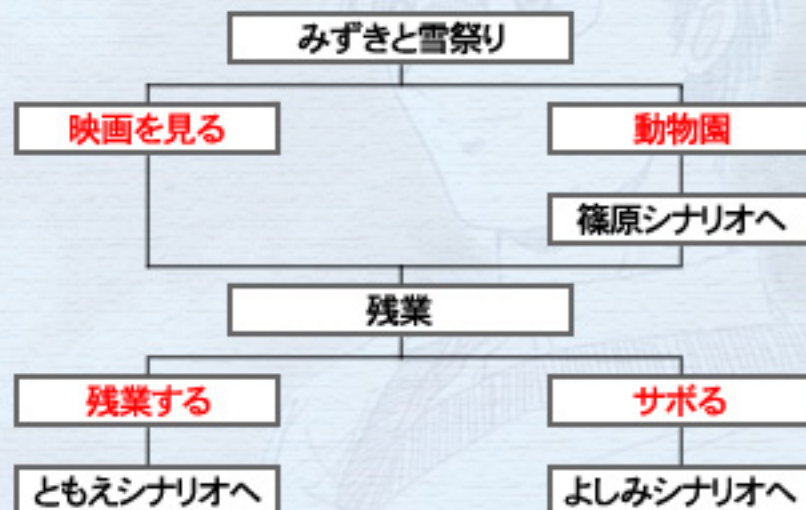 みずきと雪祭り
映画を見る
動物園
篠原シナリオへ
残業
残業する
サボる
ともえシナリオへ
よしみシナリオへ